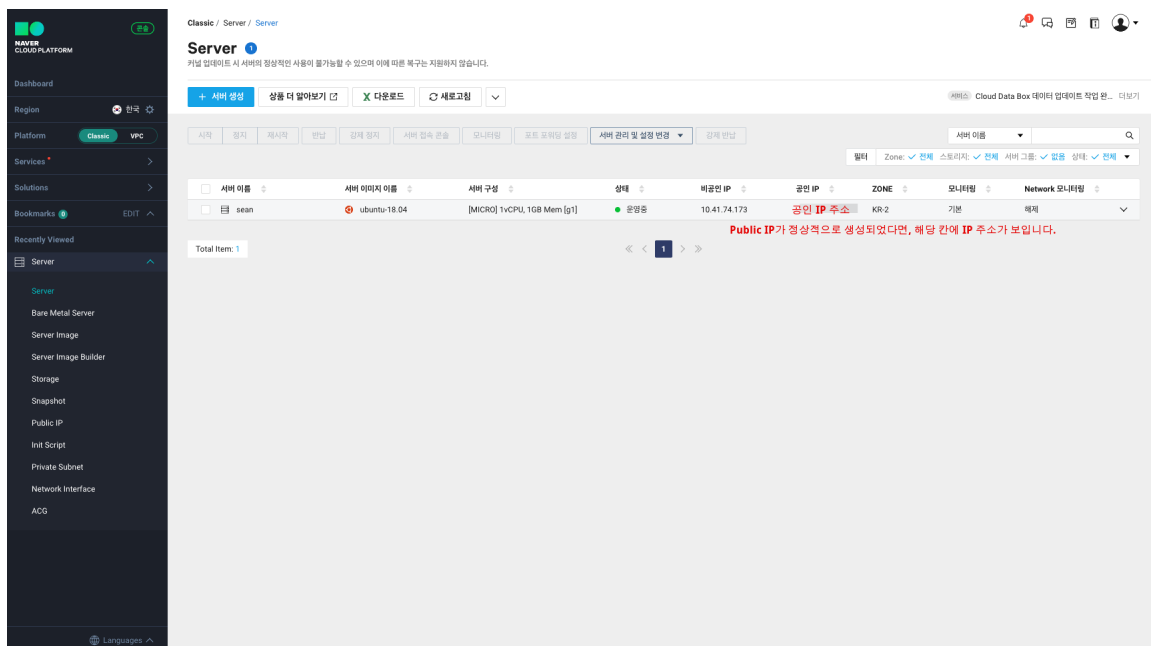 콘솔
NAVER
CLOUD PLATFORM
Dashboard
Region 한국
Platform Classic VPC
Services
Solutions
Bookmarks 0 EDIT
Recently Viewed
Server
Server
Bare Metal Server
Server Image
Server Image Builder
Storage
Snapshot
Public IP
Init Script
Private Subnet
Network Interface
ACG
Languages
Classic / Server / Server
1
Server 1
커널 업데이트 시 서버의 정상적인 사용이 불가능할 수 있으며 이에 따른 복구는 지원하지 않습니다.
+ 서버 생성 상품 더 알아보기 다운로드 새로고침
서비스 Cloud Data Box 데이터 업데이트 작업 완... 더보기
시작 정지 재시작 반납 강제 정지 서버 접속 콘솔 모니터링 포트 포워딩 설정 서버 관리 및 설정 변경 강제 반납 서버 이름
필터 Zone: 전체 스토리지: 전체 서버 그룹: 없음 상태: 전체
서버 이름 서버 이미지 이름 서버 구성 상태 비공인 IP 공인 IP ZONE 모니터링 Network 모니터링
sean ubuntu-18.04 [MICRO] 1vCPU, 1GB Mem [g1] 운영중 10.41.74.173 공인 IP 주소 KR-2 기본 해제
Public IP가 정상적으로 생성되었다면, 해당 칸에 IP 주소가 보입니다.
Total Item: 1 1